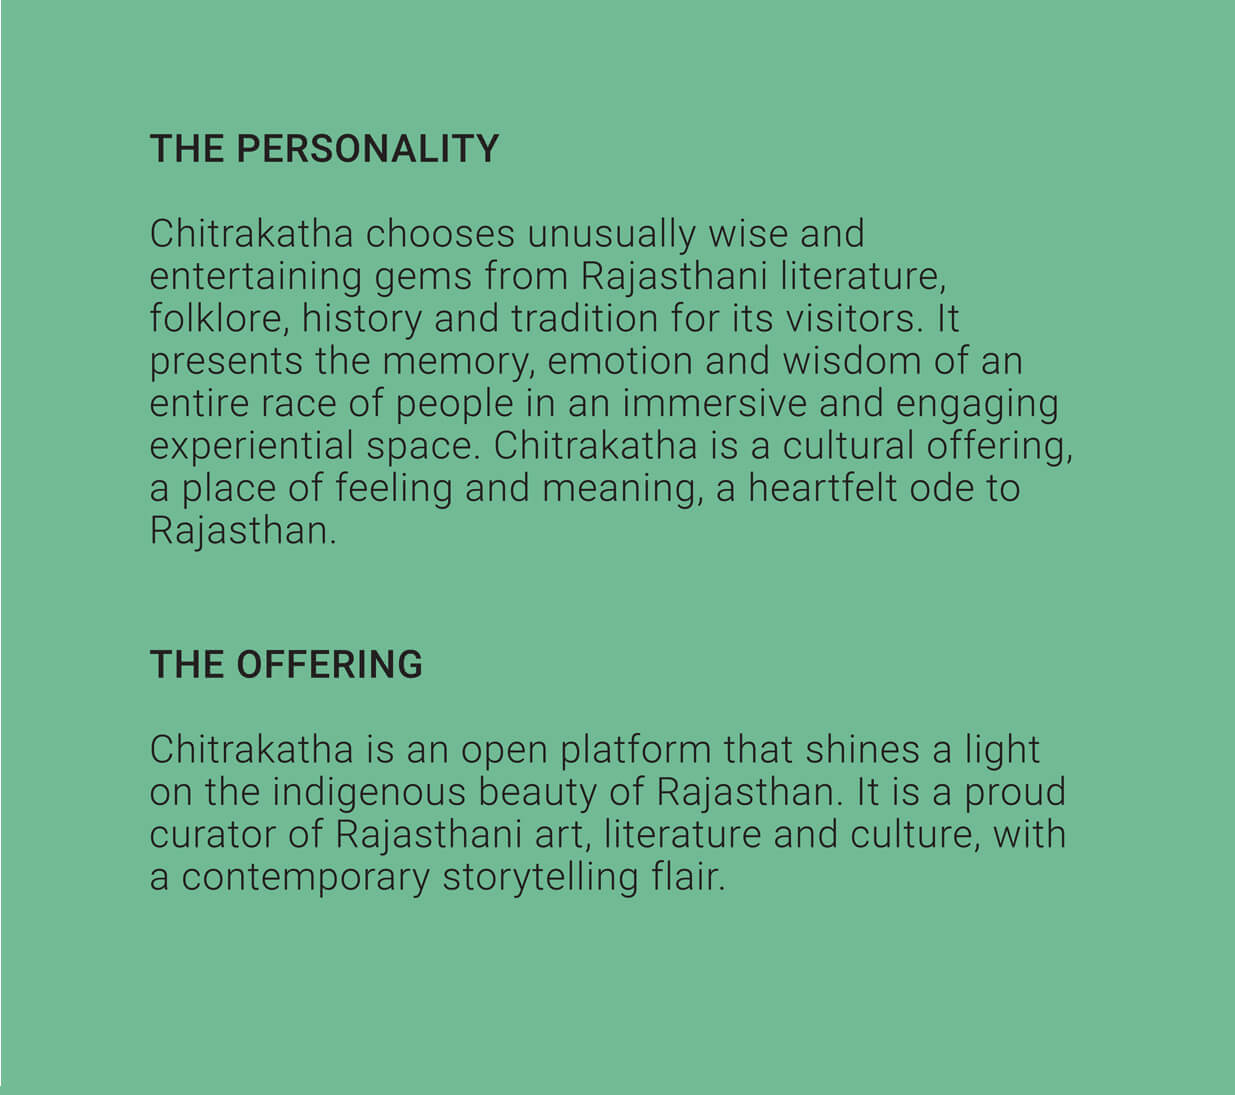 THE PERSONALITY
Chitrakatha chooses unusually wise and
entertaining gems from Rajasthani literature,
folklore, history and tradition for its visitors. It
presents the memory, emotion and wisdom of an
entire race of people in an immersive and engaging
experiential space. Chitrakatha is a cultural offering,
a place of feeling and meaning, a heartfelt ode to
Rajasthan.
THE OFFERING
Chitrakatha is an open platform that shines a light
on the indigenous beauty of Rajasthan. It is a proud
curator of Rajasthani art, literature and culture, with
a contemporary storytelling flair.